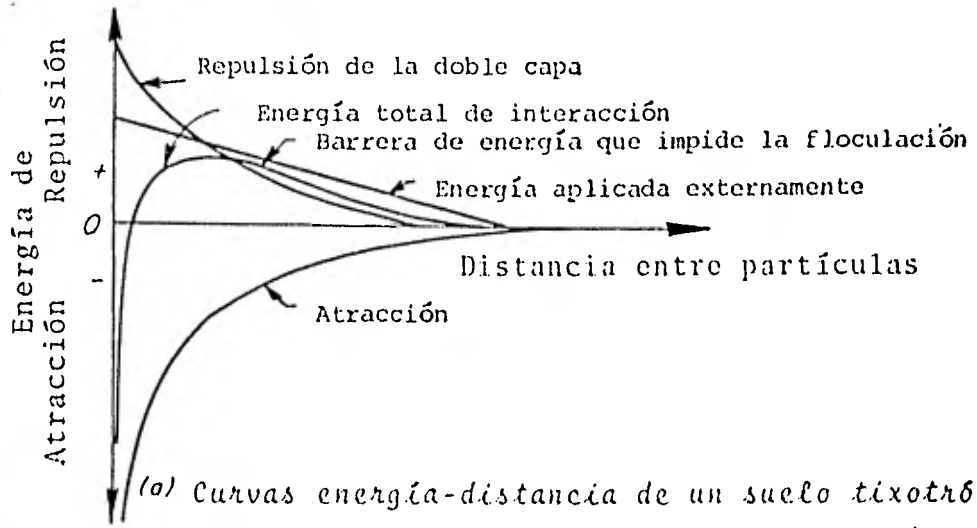 Repulsión de la doble capa
Energía total de interacción
Barrera de energía que impide la floculación
Energía aplicada externamente
Energía de
Atracción Repulsión
+
0
-
Distancia entre partículas
Atracción
(a) Curvas energía-distancia de un suelo tixotró